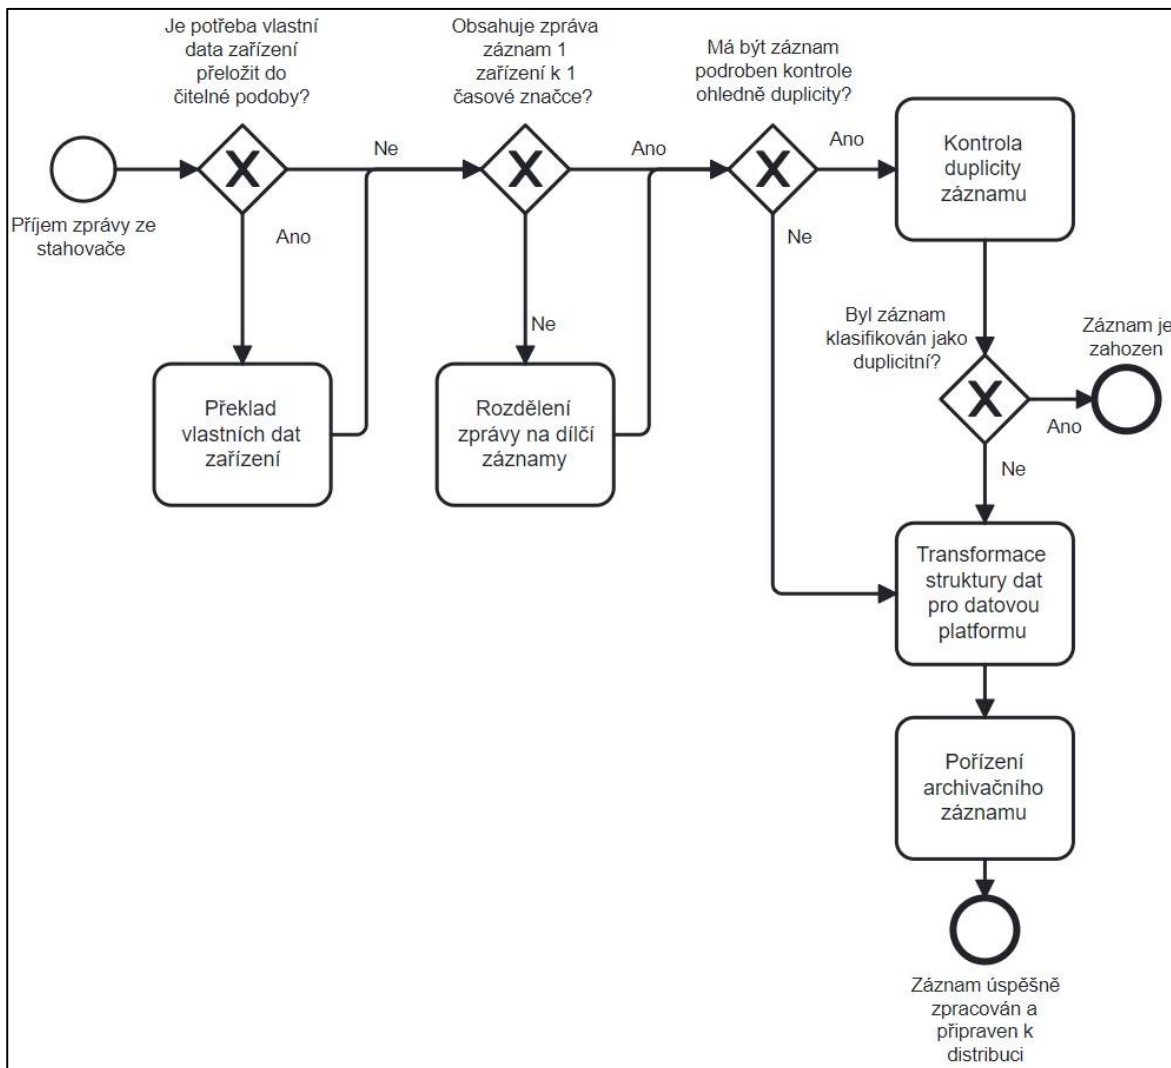 Je potřeba vlastní
data zařízení
přeložit do
čitelné podoby?
Obsahuje zpráva
záznam 1
zařízení k 1
časové značce?
Má být záznam
podroben kontrole
ohledně duplicity?
Příjem zprávy ze
stahovače
Ne
Ano
Ano
Ne
Ano
Ne
Kontrola
duplicity
záznamu
Překlad
vlastních dat
zařízení
Rozdělení
zprávy na dílčí
záznamy
Byl záznam
klasifikován jako
duplicitní?
Záznam je
zahozen
Ano
Ne
Transformace
struktury dat
pro datovou
platformu
Pořízení
archivačního
záznamu
Záznam úspěšně
zpracován a
připraven k
distribuci